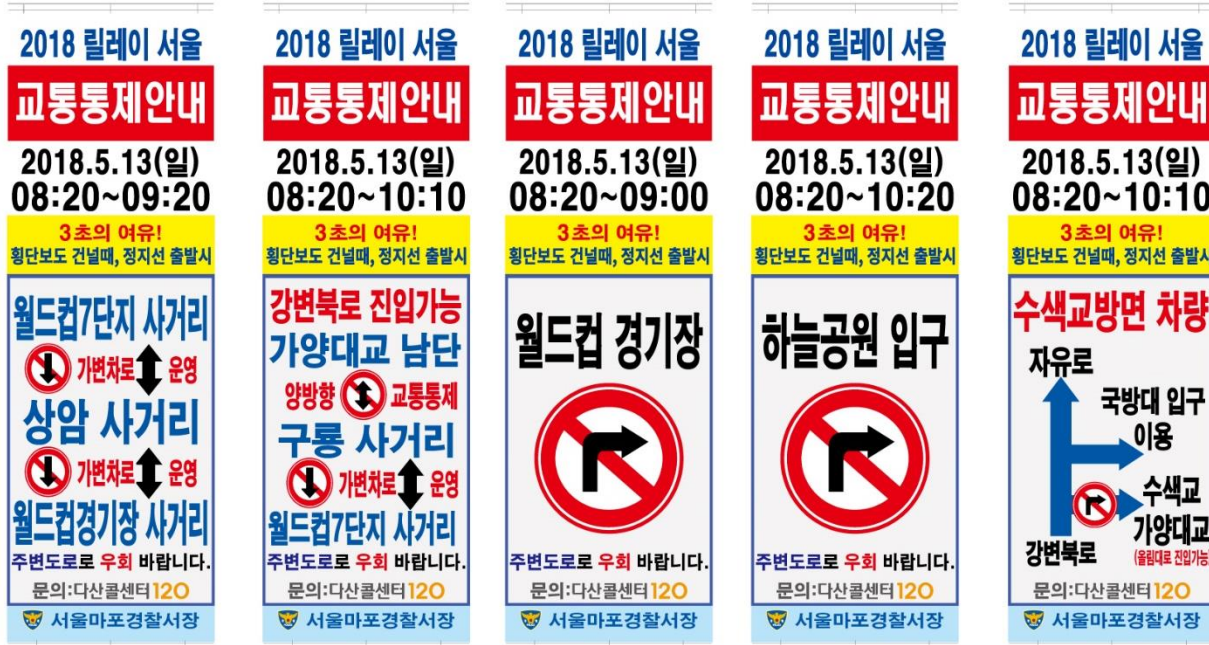 2018 릴레이 서울
교통통제안내
2018.5.13(일)
08:20~09:20
3초의 여유!
횡단보도 건널때, 정지선 출발시
월드컵7단지 사거리
가변차로 운영
상암 사거리
가변차로 운영
월드컵경기장 사거리
주변도로로 우회 바랍니다.
문의:다산콜센터120
서울마포경찰서장
2018 릴레이 서울
교통통제안내
2018.5.13(일)
08:20~10:10
3초의 여유!
횡단보도 건널때, 정지선 출발시
강변북로 진입가능
가양대교 남단
양방향 교통통제
구룡 사거리
가변차로 운영
월드컵7단지 사거리
주변도로로 우회 바랍니다.
문의:다산콜센터120
서울마포경찰서장
2018 릴레이 서울
교통통제안내
2018.5.13(일)
08:20~09:00
3초의 여유!
횡단보도 건널때, 정지선 출발시
월드컵 경기장
주변도로로 우회 바랍니다.
문의:다산콜센터120
서울마포경찰서장
2018 릴레이 서울
교통통제안내
2018.5.13(일)
08:20~10:20
3초의 여유!
횡단보도 건널때, 정지선 출발시
하늘공원 입구
주변도로로 우회 바랍니다.
문의:다산콜센터120
서울마포경찰서장
2018 릴레이 서울
교통통제안내
2018.5.13(일)
08:20~10:10
3초의 여유!
횡단보도 건널때, 정지선 출발시
수색교방면 차량
자유로
국방대 입구
이용
수색교
가양대교
(올림대로 진입가능)
강변북로
문의:다산콜센터120
서울마포경찰서장